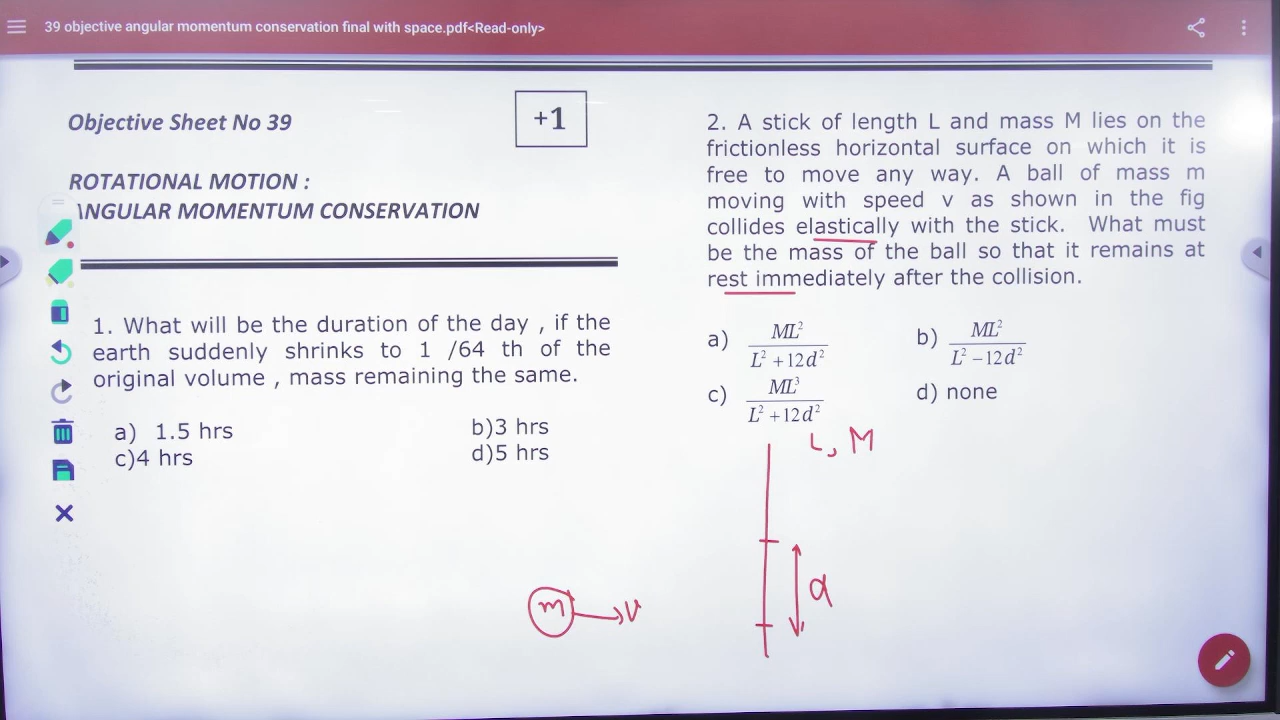 39 objective angular momentum conservation final with space.pdf<Read-only>
Objective Sheet No 39
+1
ROTATIONAL MOTION :
ANGULAR MOMENTUM CONSERVATION
1. What will be the duration of the day , if the
earth suddenly shrinks to 1 /64 th of the
original volume , mass remaining the same.
a) 1.5 hrs
b)3 hrs
c)4 hrs
d)5 hrs
2. A stick of length L and mass M lies on the
frictionless horizontal surface on which it is
free to move any way. A ball of mass m
moving with speed v as shown in the fig
collides elastically with the stick. What must
be the mass of the ball so that it remains at
rest immediately after the collision.
a) ML²/(L² + 12d²)
b) ML²/(L² − 12d²)
c) ML³/(L² + 12d²)
d) none
L, M
d
m v